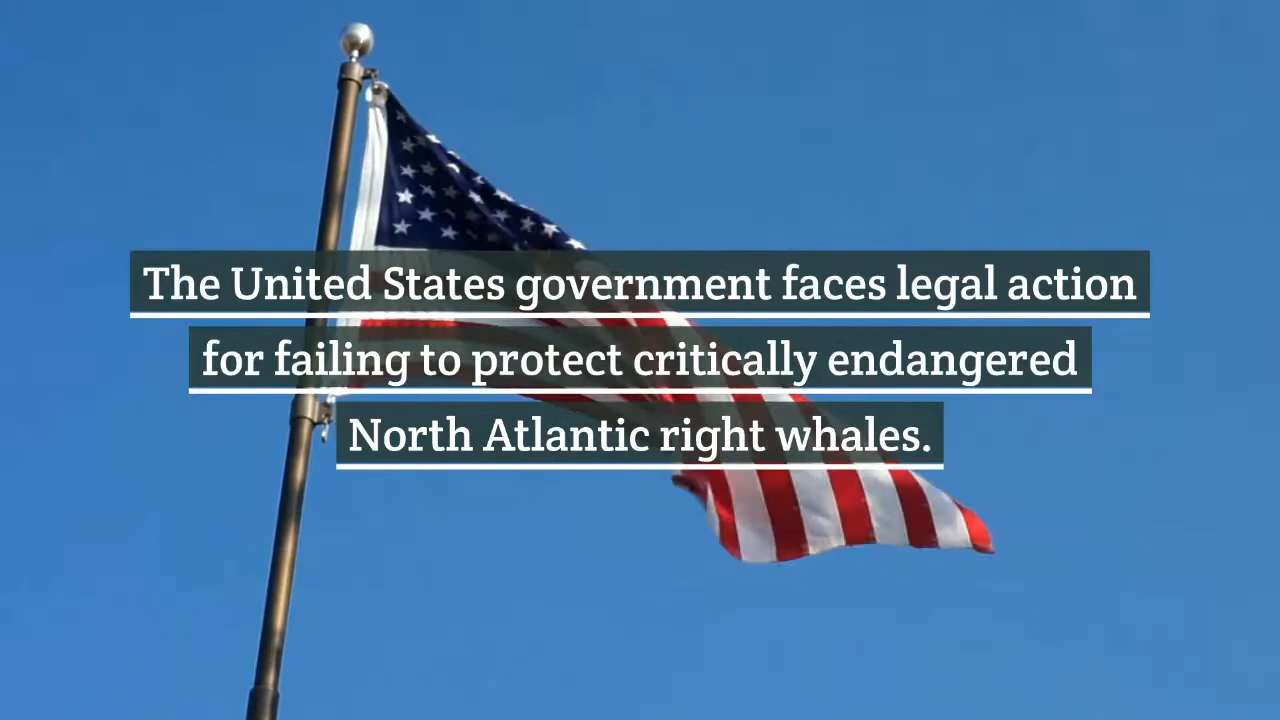 The United States government faces legal action
for failing to protect critically endangered
North Atlantic right whales.